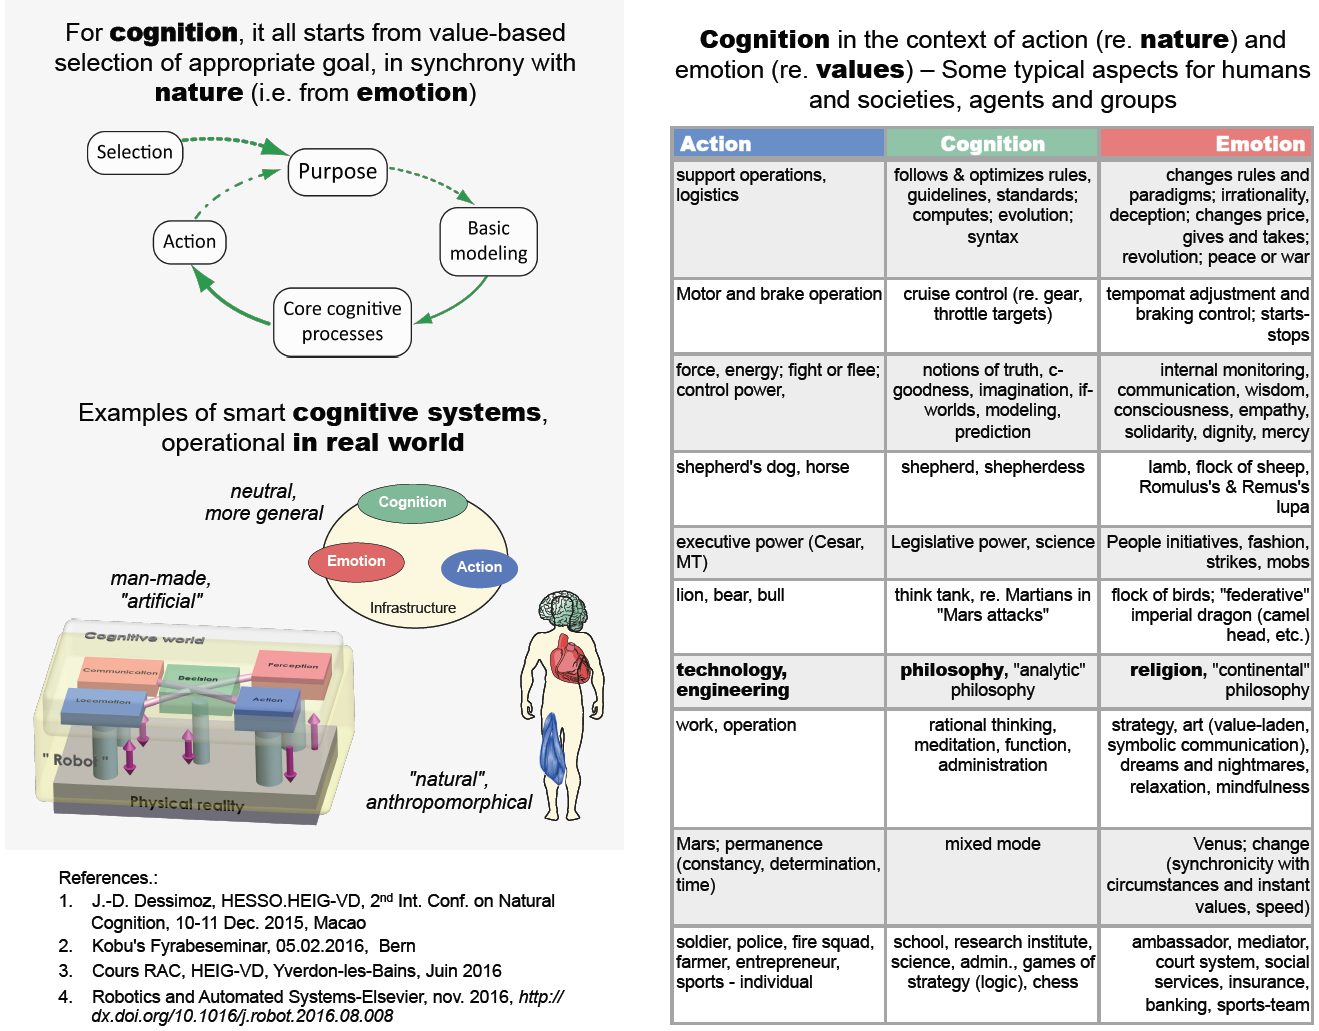 For cognition, it all starts from value-based
selection of appropriate goal, in synchrony with
nature (i.e. from emotion)
Selection
Purpose
Action
Basic
modeling
Core cognitive
processes
Examples of smart cognitive systems,
operational in real world
neutral,
more general
Cognition
Emotion
Action
Infrastructure
man-made,
"artificial"
Cognitive world
Communication
Decision
Perception
Locomotion
Action
" Robot "
Physical reality
"natural",
anthropomorphical
References.:
1. J.-D. Dessimoz, HESSO.HEIG-VD, 2nd Int. Conf. on Natural
Cognition, 10-11 Dec. 2015, Macao
2. Kobu's Fyrabeseminar, 05.02.2016, Bern
3. Cours RAC, HEIG-VD, Yverdon-les-Bains, Juin 2016
4. Robotics and Automated Systems-Elsevier, nov. 2016, http://
dx.doi.org/10.1016/j.robot.2016.08.008
Cognition in the context of action (re. nature) and
emotion (re. values) – Some typical aspects for humans
and societies, agents and groups
Action
Cognition
Emotion
support operations,
logistics
follows & optimizes rules,
guidelines, standards;
computes; evolution;
syntax
changes rules and
paradigms; irrationality,
deception; changes price,
gives and takes;
revolution; peace or war
Motor and brake operation
cruise control (re. gear,
throttle targets)
tempomat adjustment and
braking control; starts-
stops
force, energy; fight or flee;
control power,
notions of truth, c-
goodness, imagination, if-
worlds, modeling,
prediction
internal monitoring,
communication, wisdom,
consciousness, empathy,
solidarity, dignity, mercy
shepherd's dog, horse
shepherd, shepherdess
lamb, flock of sheep,
Romulus's & Remus's
lupa
executive power (Cesar,
MT)
Legislative power, science
People initiatives, fashion,
strikes, mobs
lion, bear, bull
think tank, re. Martians in
"Mars attacks"
flock of birds; "federative"
imperial dragon (camel
head, etc.)
technology,
engineering
philosophy, "analytic"
philosophy
religion, "continental"
philosophy
work, operation
rational thinking,
meditation, function,
administration
strategy, art (value-laden,
symbolic communication),
dreams and nightmares,
relaxation, mindfulness
Mars; permanence
(constancy, determination,
time)
mixed mode
Venus; change
(synchronicity with
circumstances and instant
values, speed)
soldier, police, fire squad,
farmer, entrepreneur,
sports - individual
school, research institute,
science, admin., games of
strategy (logic), chess
ambassador, mediator,
court system, social
services, insurance,
banking, sports-team